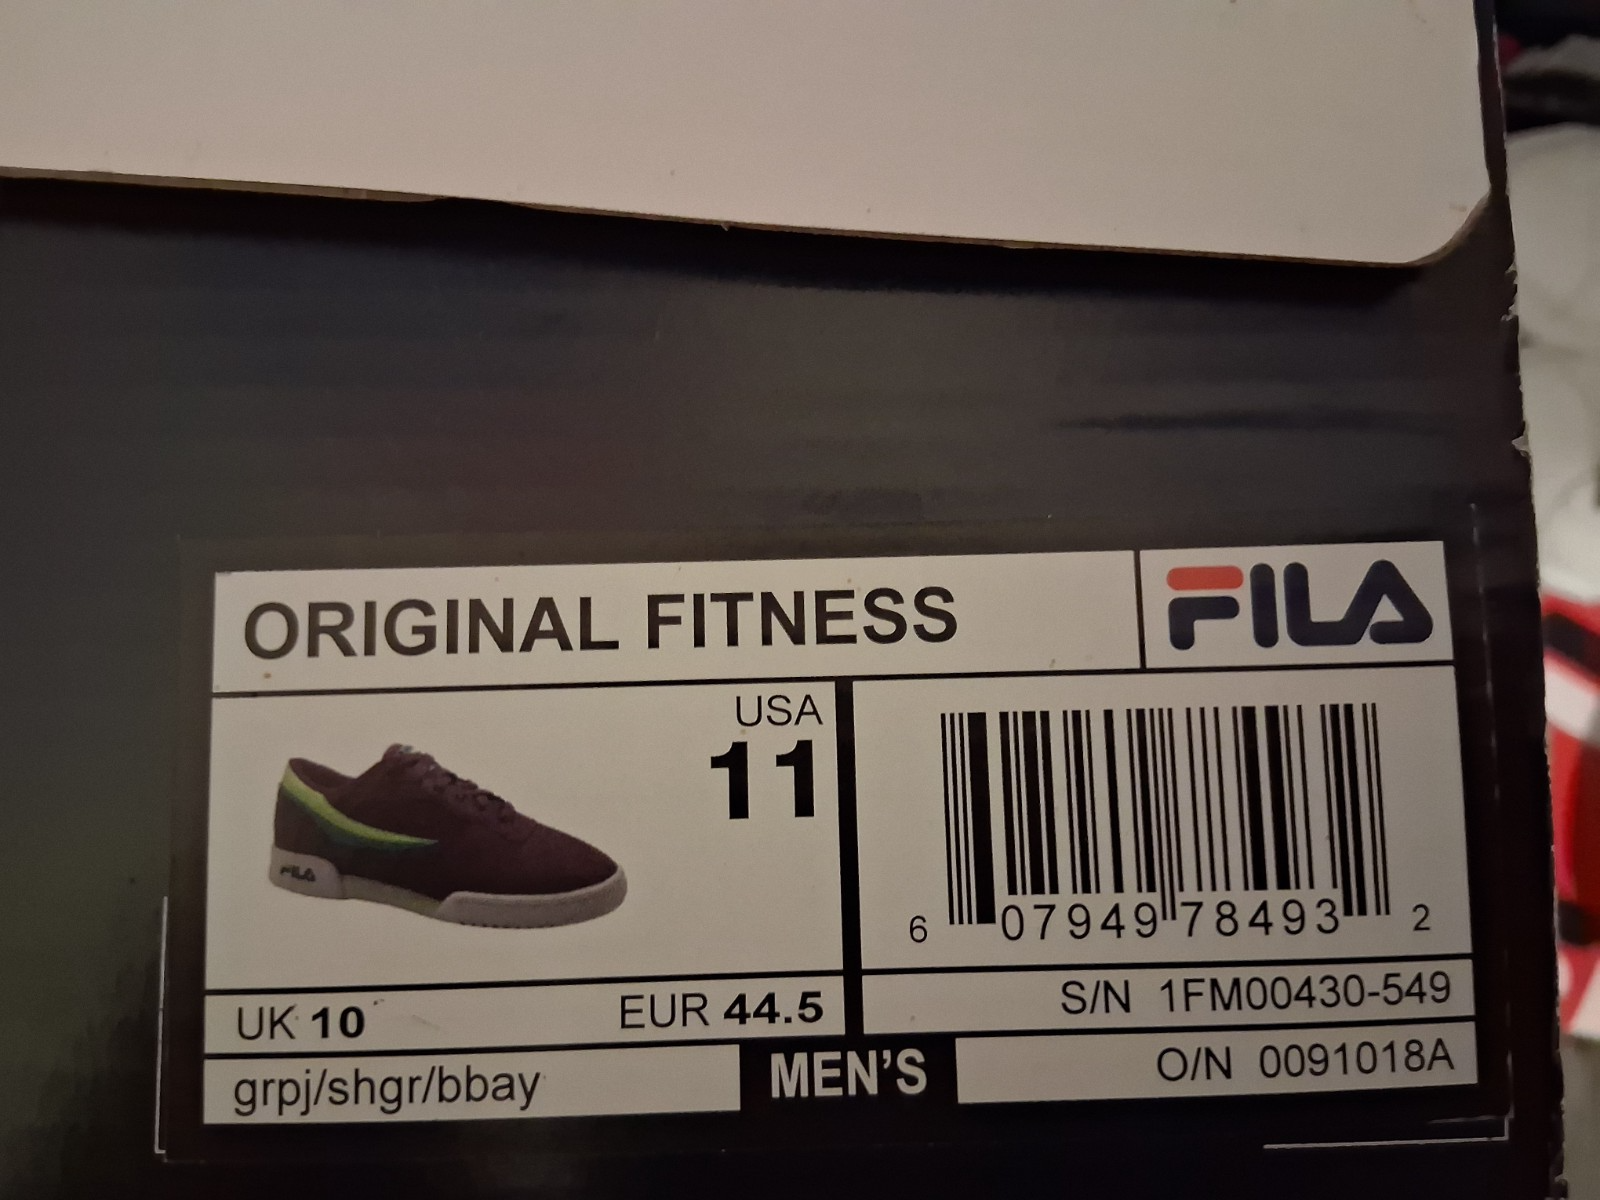 ORIGINAL FITNESS
FILA
USA
11
FILA
6 07949 78493 2
UK 10
EUR 44.5
S/N 1FM00430-549
grpj/shgr/bbay
MEN'S
O/N 0091018A